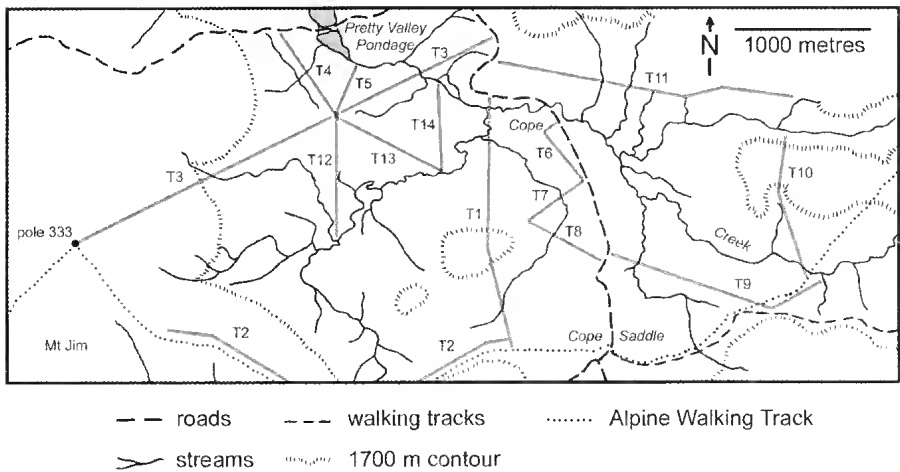 Pretty Valley
Pondage
T3
N
1000 metres
T4
T5
T11
T14
Cope
T6
T12
T13
T10
T3
T7
T1
T8
pole 333
Creek
T9
T2
T2
Mt Jim
Cope Saddle
roads
walking tracks
Alpine Walking Track
streams
1700 m contour